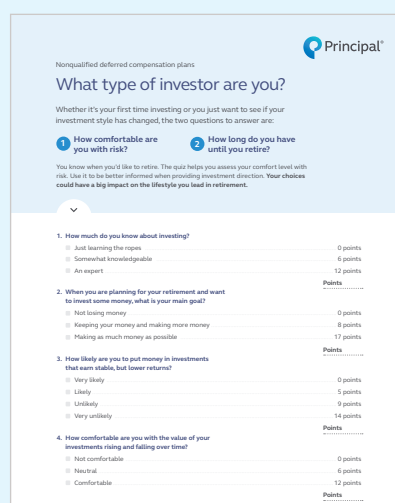 Principal®
Nonqualified deferred compensation plans
What type of investor are you?
Whether it's your first time investing or you just want to see if your
investment style has changed, the two questions to answer are:
1 How comfortable are
you with risk?
2 How long do you have
until you retire?
You know when you'd like to retire. The quiz helps you assess your comfort level with
risk. Use it to be better informed when providing investment direction. Your choices
could have a big impact on the lifestyle you lead in retirement.
1. How much do you know about investing?
Just learning the ropes 0 points
Somewhat knowledgeable 6 points
An expert 12 points
Points
2. When you are planning for your retirement and want
to invest some money, what is your main goal?
Not losing money 0 points
Keeping your money and making more money 8 points
Making as much money as possible 17 points
Points
3. How likely are you to put money in investments
that earn stable, but lower returns?
Very likely 0 points
Likely 5 points
Unlikely 9 points
Very unlikely 14 points
Points
4. How comfortable are you with the value of your
investments rising and falling over time?
Not comfortable 0 points
Neutral 6 points
Comfortable 12 points
Points